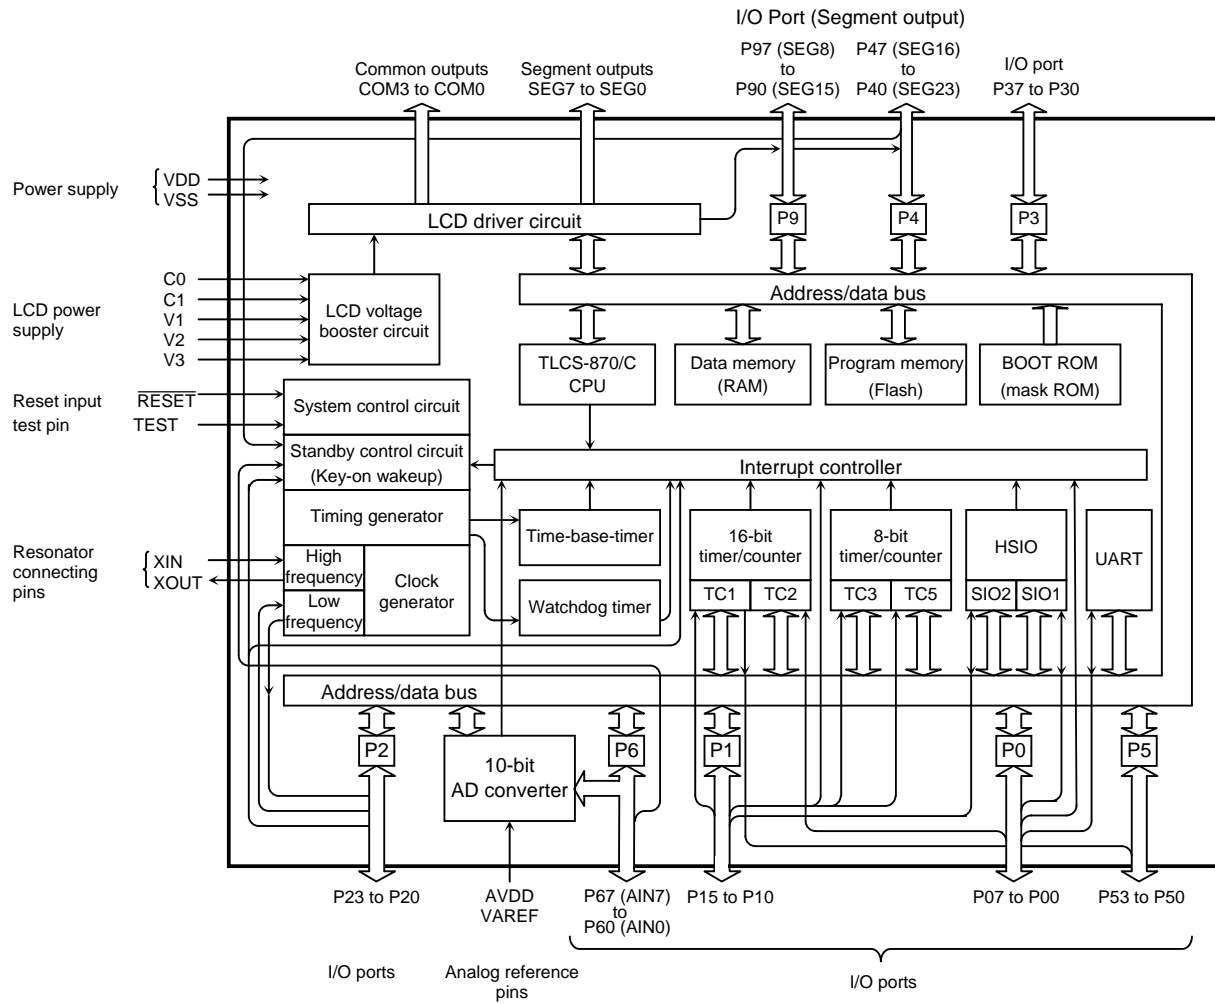 I/O Port (Segment output)
P97 (SEG8)
to
P90 (SEG15)
P47 (SEG16)
to
P40 (SEG23)
I/O port
P37 to P30
Common outputs
COM3 to COM0
Segment outputs
SEG7 to SEG0
Power supply
VDD
VSS
LCD driver circuit
P9
P4
P3
LCD power
supply
C0
C1
V1
V2
V3
LCD voltage
booster circuit
Address/data bus
TLCS-870/C
CPU
Data memory
(RAM)
Program memory
(Flash)
BOOT ROM
(mask ROM)
Reset input
test pin
RESET
TEST
System control circuit
Standby control circuit
(Key-on wakeup)
Interrupt controller
Timing generator
Time-base-timer
16-bit
timer/counter
8-bit
timer/counter
HSIO
UART
Resonator
connecting
pins
XIN
XOUT
High
frequency
Low
frequency
Clock
generator
Watchdog timer
TC1
TC2
TC3
TC5
SIO2
SIO1
Address/data bus
P2
10-bit
AD converter
P6
P1
P0
P5
P23 to P20
AVDD
VAREF
P67 (AIN7)
to
P60 (AIN0)
P15 to P10
P07 to P00
P53 to P50
I/O ports
Analog reference
pins
I/O ports